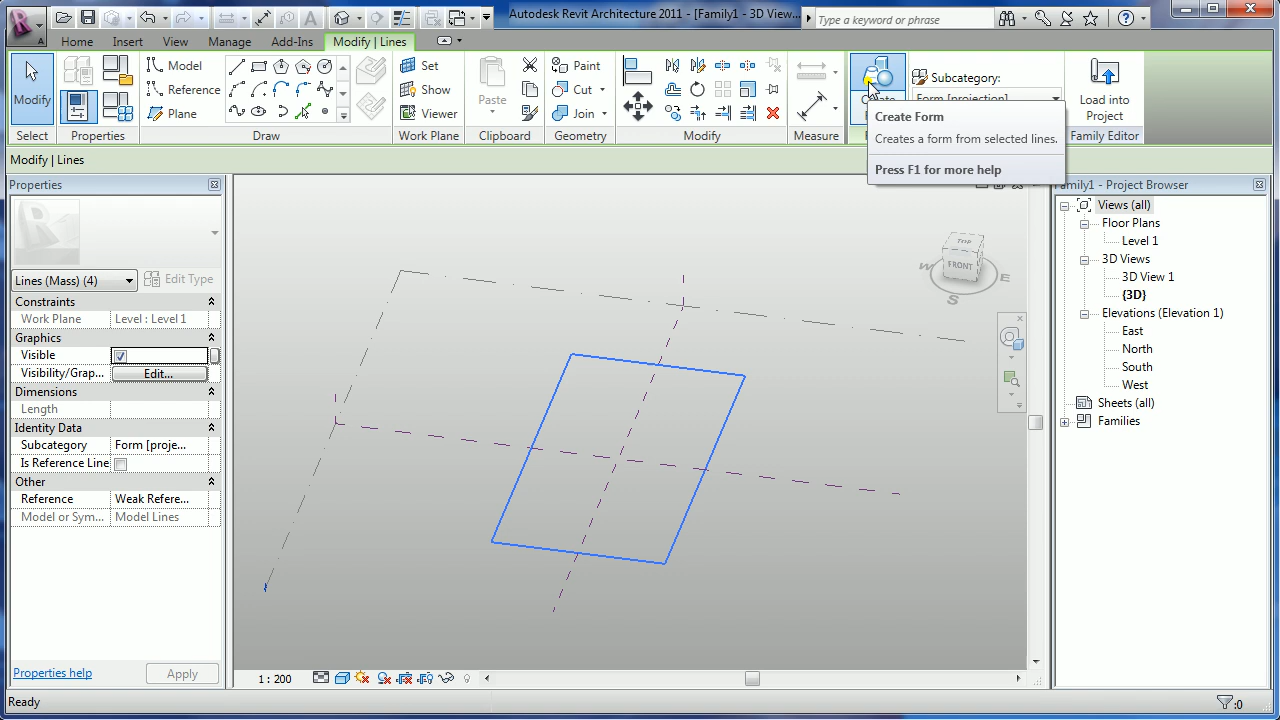 Autodesk Revit Architecture 2011 - [Family1 - 3D View...
Type a keyword or phrase
Home Insert View Manage Add-Ins Modify | Lines
Modify
Model
Reference
Plane
Set
Show
Viewer
Paste
Paint
Cut
Join
Create
Subcategory:
Form [projection]
Load into
Project
Select Properties Draw Work Plane Clipboard Geometry Modify Measure Family Editor
Create Form
Creates a form from selected lines.
Press F1 for more help
Modify | Lines
Properties
Lines (Mass) (4)
Edit Type
Constraints
Work Plane Level : Level 1
Graphics
Visible
Visibility/Grap... Edit...
Dimensions
Length
Identity Data
Subcategory Form [proje...
Is Reference Line
Other
Reference Weak Refere...
Model or Sym... Model Lines
Properties help
Apply
TOP
FRONT
W
S
E
1 : 200
Family1 - Project Browser
Views (all)
Floor Plans
Level 1
3D Views
3D View 1
{3D}
Elevations (Elevation 1)
East
North
South
West
Sheets (all)
Families
Ready
:0